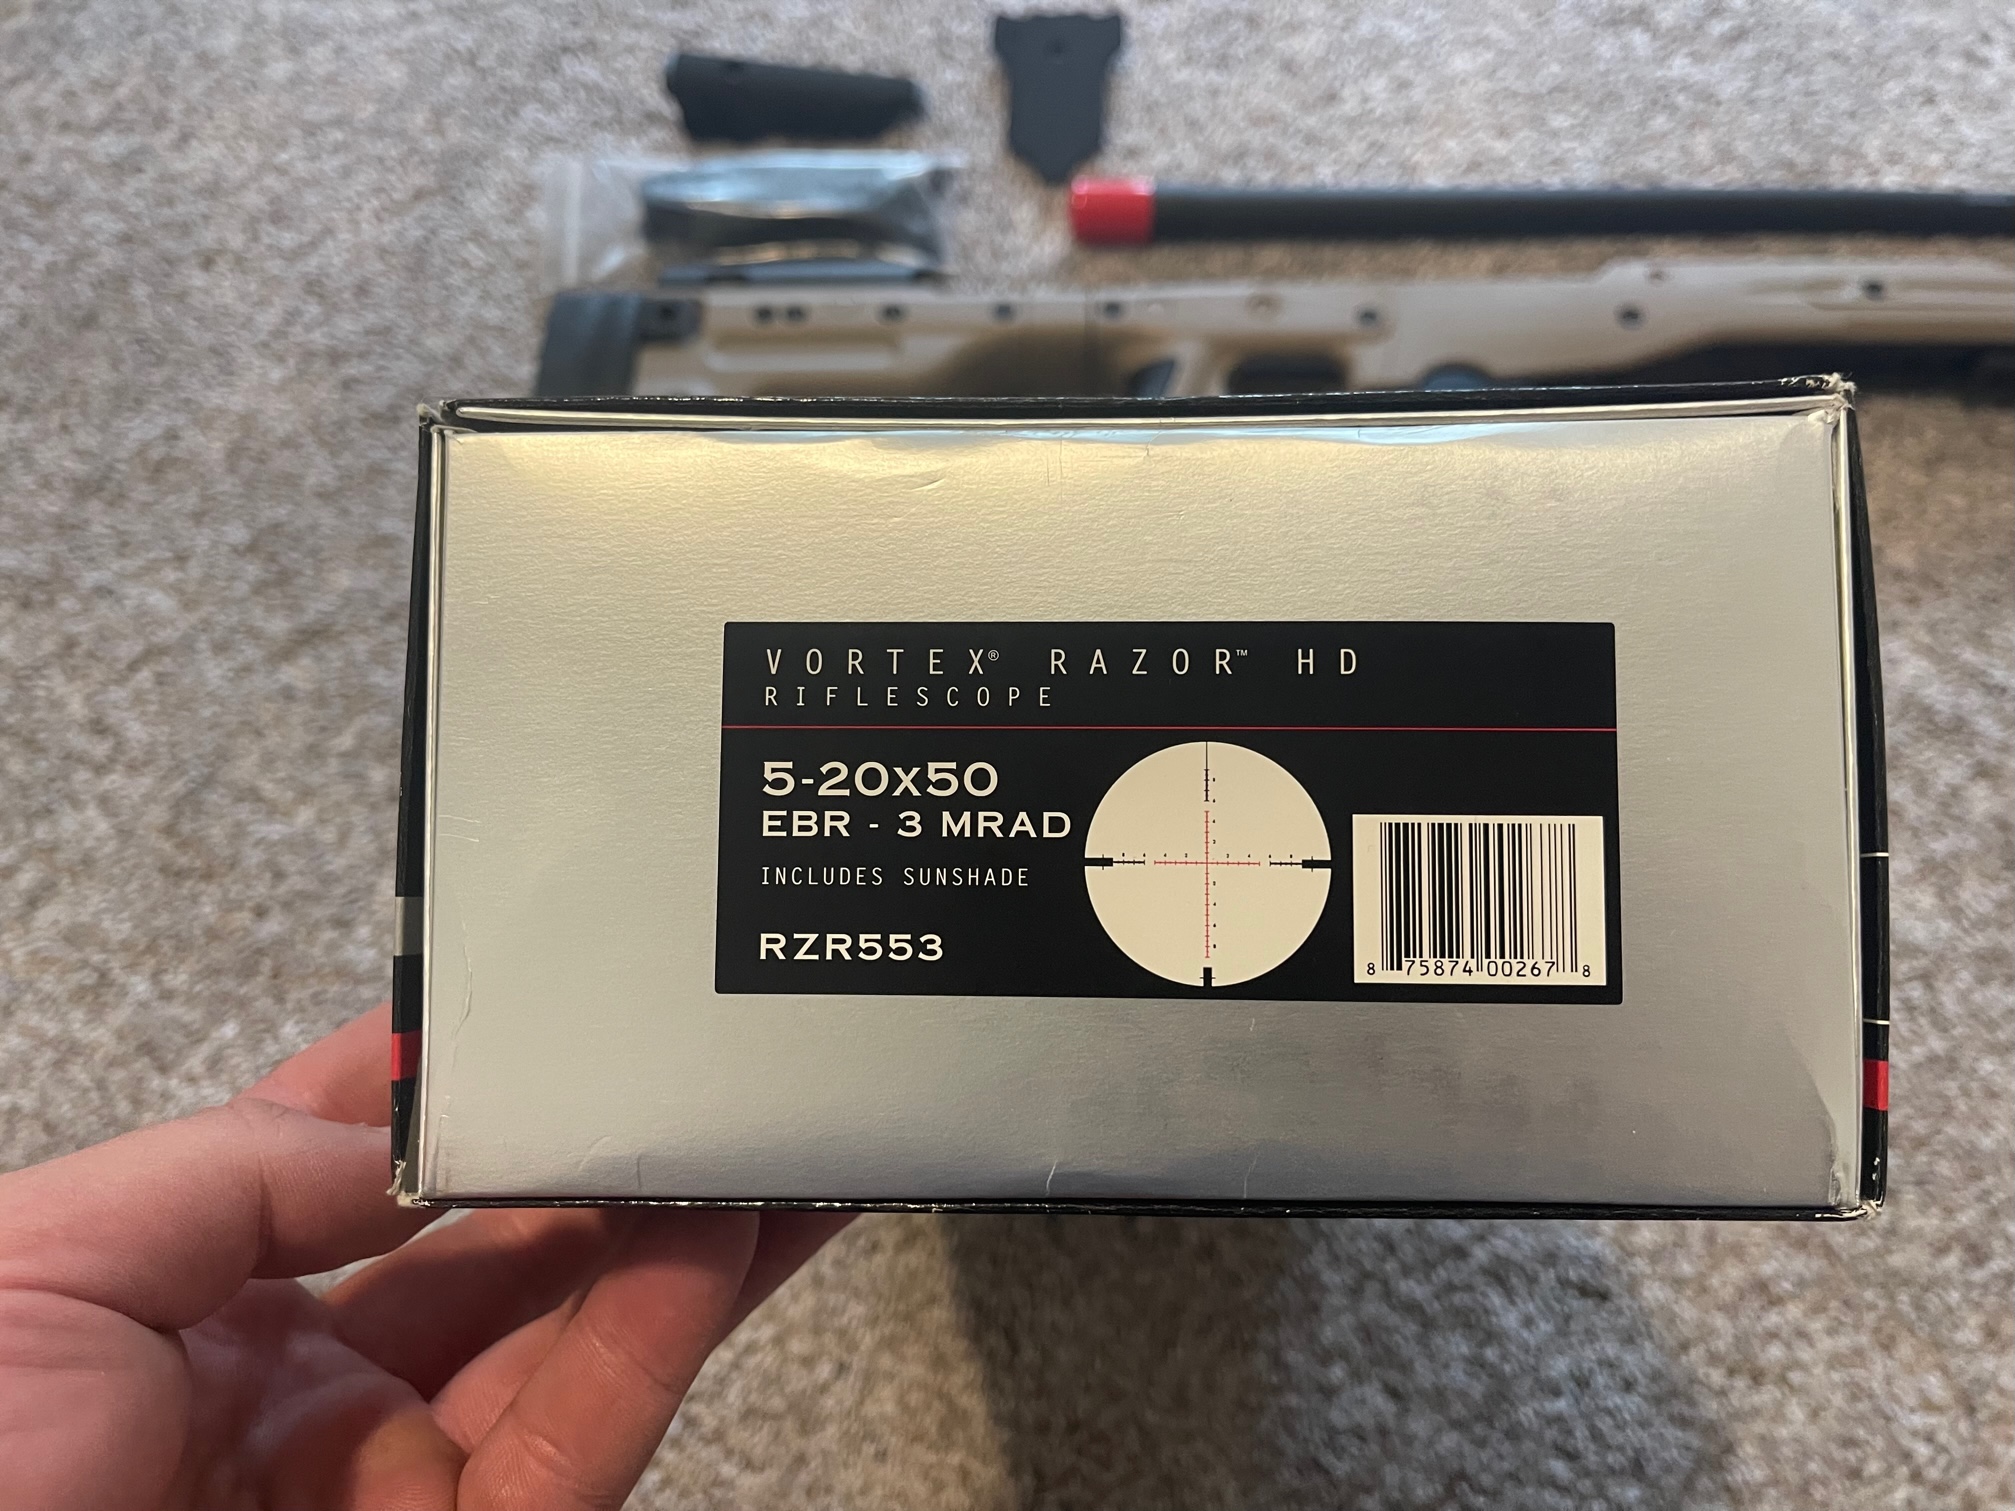 VORTEX® RAZOR™ HD
RIFLESCOPE
5-20x50
EBR - 3 MRAD
INCLUDES SUNSHADE
RZR553
8 75874 00267 8